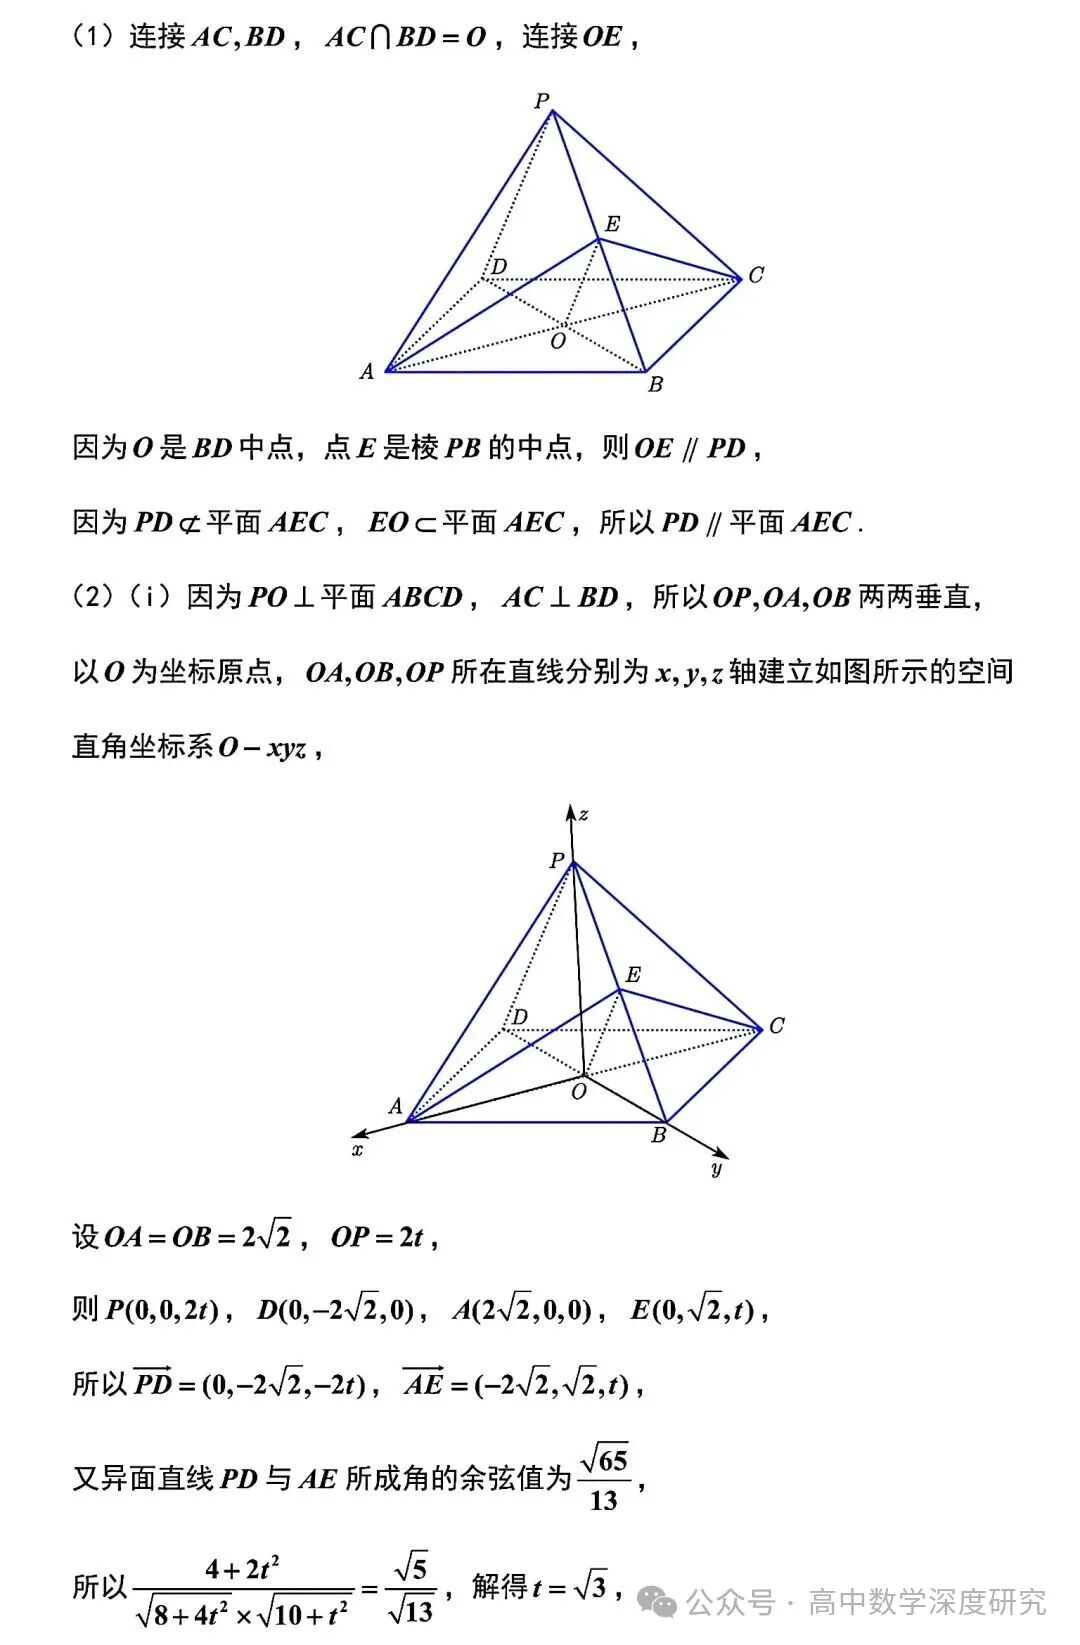 （1）连接 AC,BD，AC∩BD=O，连接OE，
P
E
D
C
O
A
B
因为O是BD中点，点E是棱PB的中点，则OE∥PD，
因为PD⊄平面AEC，EO⊂平面AEC，所以PD∥平面AEC.
（2）（i）因为PO⊥平面ABCD，AC⊥BD，所以OP,OA,OB两两垂直，
以O为坐标原点，OA,OB,OP所在直线分别为x,y,z轴建立如图所示的空间
直角坐标系O−xyz，
z
P
E
D
C
O
A
B
x
y
设OA=OB=2√2，OP=2t，
则P(0,0,2t)，D(0,−2√2,0)，A(2√2,0,0)，E(0,√2,t)，
所以PD=(0,−2√2,−2t)，AE=(−2√2,√2,t)，
又异面直线PD与AE所成角的余弦值为√65/13，
所以(4+2t²)/(√(8+4t²)×√(10+t²))=√5/√13，解得t=√3，
公众号·高中数学深度研究